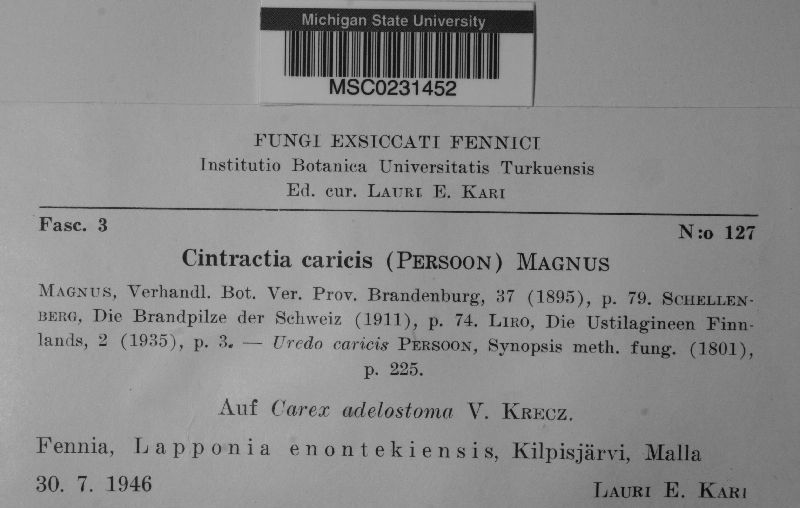 Michigan State University
MSC0231452
FUNGI EXSICCATI FENNICI
Institutio Botanica Universitatis Turkuensis
Ed. cur. LAURI E. KARI
Fasc. 3
N:o 127
Cintractia caricis (PERSOON) MAGNUS
MAGNUS, Verhandl. Bot. Ver. Prov. Brandenburg, 37 (1895), p. 79. SCHELLEN-
BERG, Die Brandpilze der Schweiz (1911), p. 74. LIRO, Die Ustilagineen Finn-
lands, 2 (1935), p. 3. — Uredo caricis PERSOON, Synopsis meth. fung. (1801),
p. 225.
Auf Carex adelostoma V. KRECZ.
Fennia, Lapponia enontekiensis, Kilpisjärvi, Malla
30. 7. 1946
LAURI E. KARI